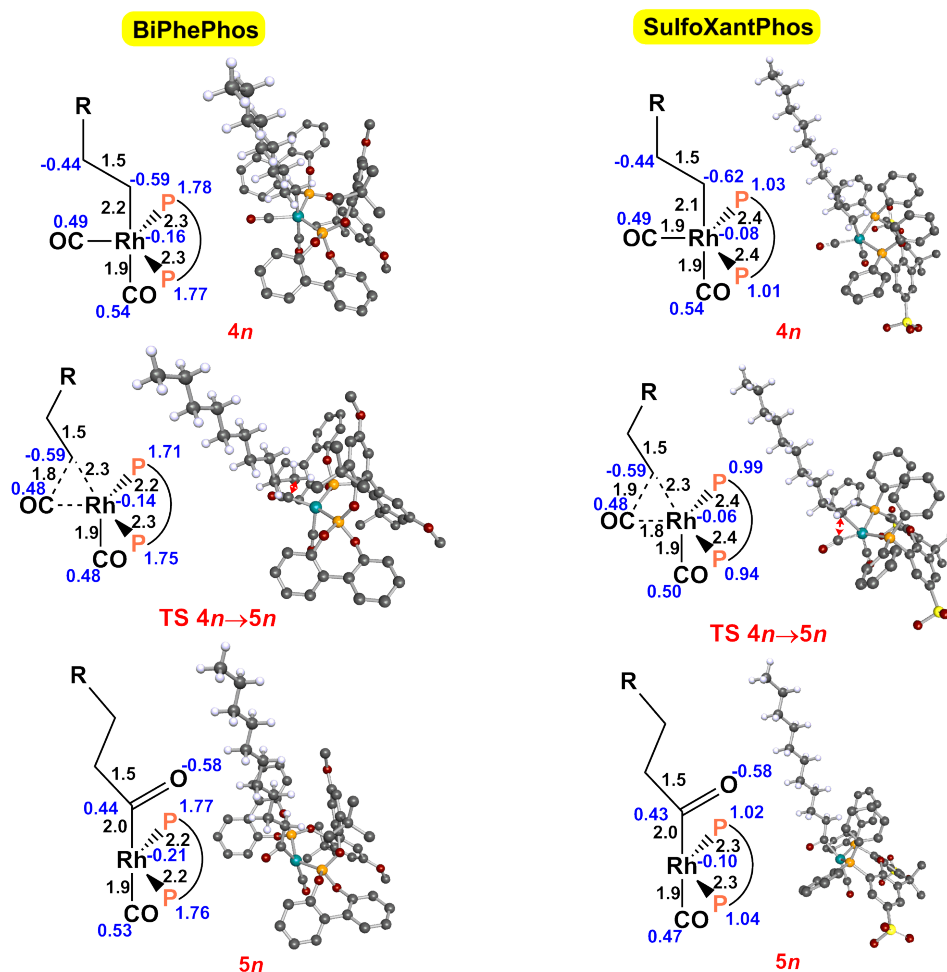 BiPhePhos
SulfoXantPhos
R
-0.44
1.5
-0.59
1.78
P
2.2
2.3
0.49
OC
Rh
-0.16
2.3
1.9
P
CO
1.77
0.54
4n
R
-0.44
1.5
-0.62
1.03
P
2.1
2.4
0.49
OC
1.9
Rh
-0.08
2.4
1.9
P
CO
1.01
0.54
4n
R
1.5
-0.59
1.71
P
1.8
2.3
2.2
0.48
OC
Rh
-0.14
2.3
1.9
P
CO
1.75
0.48
TS 4n→5n
R
1.5
-0.59
0.99
P
1.9
2.3
2.4
0.48
OC
1.8
Rh
-0.06
2.4
1.9
P
CO
0.94
0.50
TS 4n→5n
R
1.5
O
-0.58
0.44
1.77
P
2.0
2.2
Rh
-0.21
2.2
1.9
P
CO
1.76
0.53
5n
R
1.5
O
-0.58
0.43
1.02
P
2.0
2.3
Rh
-0.10
2.3
1.9
P
CO
1.04
0.47
5n